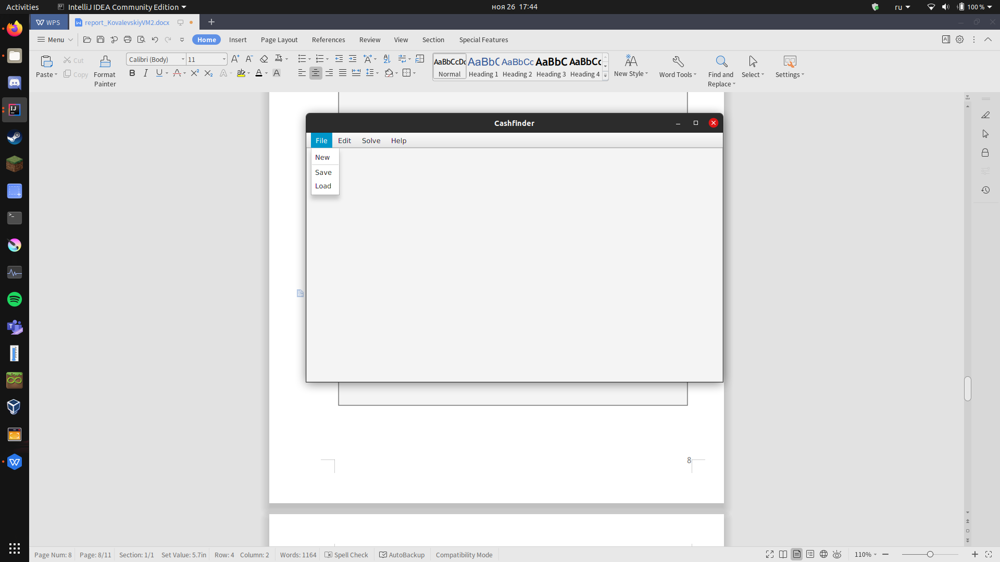 Activities
IntelliJ IDEA Community Edition
ноя 26 17:44
ru
100 %
WPS
report_KovalevskiyVM2.docx
Menu
Home
Insert
Page Layout
References
Review
View
Section
Special Features
Paste
Cut
Copy
Format Painter
Calibri (Body)
11
AaBbCcDc
Normal
AaBbC
Heading 1
AaBbCc
Heading 2
AaBbC
Heading 3
AaBbCc
Heading 4
New Style
Word Tools
Find and Replace
Select
Settings
Cashfinder
File
Edit
Solve
Help
New
Save
Load
8
Page Num: 8
Page: 8/11
Section: 1/1
Set Value: 5.7in
Row: 4
Column: 2
Words: 1164
Spell Check
AutoBackup
Compatibility Mode
110%